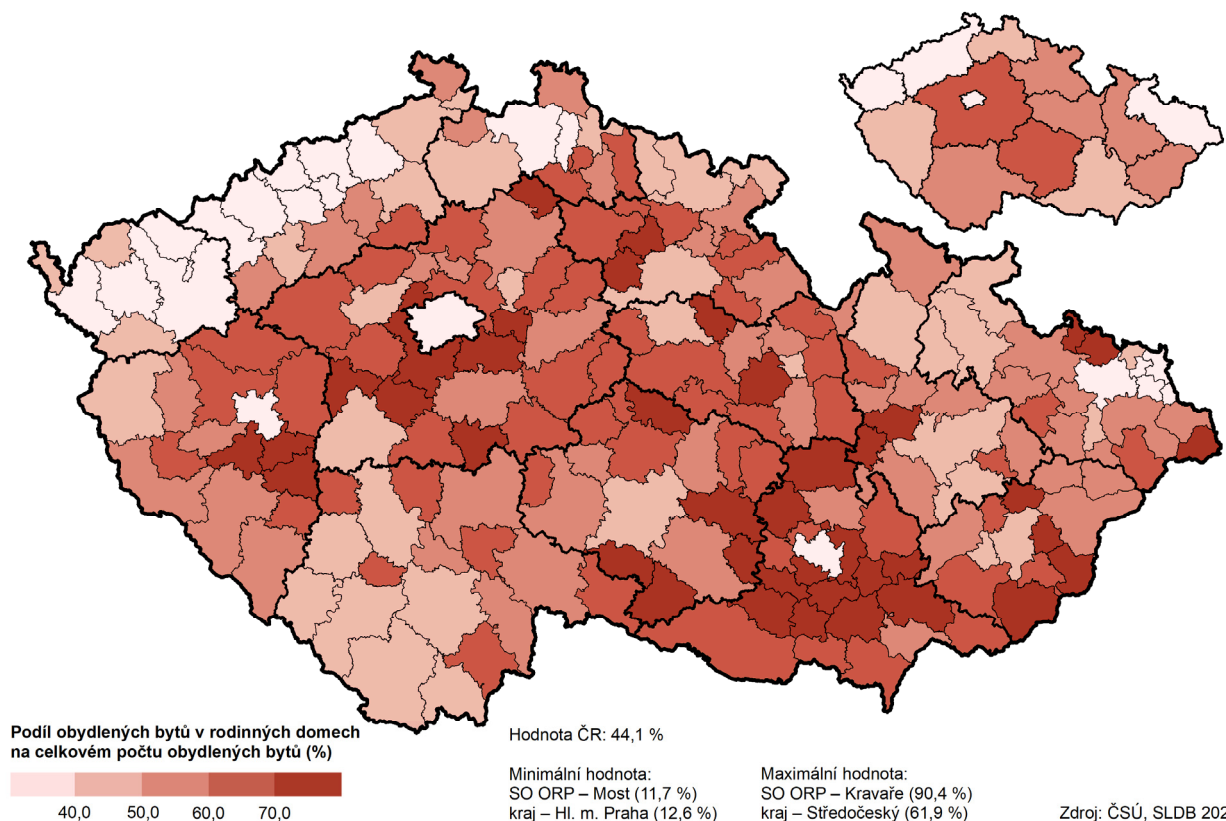 Podíl obydlených bytů v rodinných domech
na celkovém počtu obydlených bytů (%)
40,0 50,0 60,0 70,0
Hodnota ČR: 44,1 %
Minimální hodnota:
SO ORP – Most (11,7 %)
kraj – Hl. m. Praha (12,6 %)
Maximální hodnota:
SO ORP – Kravaře (90,4 %)
kraj – Středočeský (61,9 %)
Zdroj: ČSÚ, SLDB 202